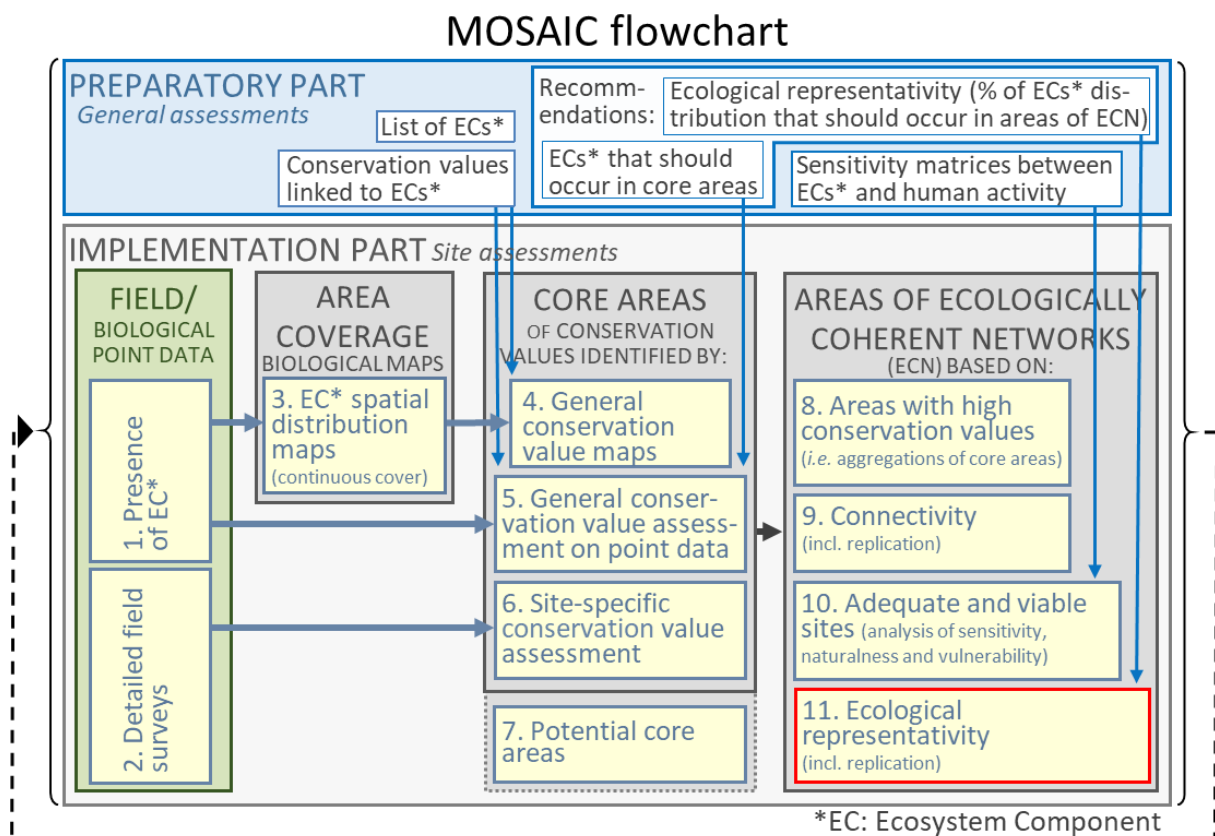 MOSAIC flowchart
PREPARATORY PART
General assessments
List of ECs*
Conservation values
linked to ECs*
Recomm-
endations:
Ecological representativity (% of ECs* dis-
tribution that should occur in areas of ECN)
ECs* that should
occur in core areas
Sensitivity matrices between
ECs* and human activity
IMPLEMENTATION PART Site assessments
FIELD/
BIOLOGICAL
POINT DATA
1. Presence
of EC*
2. Detailed field
surveys
AREA
COVERAGE
BIOLOGICAL MAPS
3. EC* spatial
distribution
maps
(continuous cover)
CORE AREAS
OF CONSERVATION
VALUES IDENTIFIED BY:
4. General
conservation
value maps
5. General conser-
vation value assess-
ment on point data
6. Site-specific
conservation value
assessment
7. Potential core
areas
AREAS OF ECOLOGICALLY
COHERENT NETWORKS
(ECN) BASED ON:
8. Areas with high
conservation values
(i.e. aggregations of core areas)
9. Connectivity
(incl. replication)
10. Adequate and viable
sites (analysis of sensitivity,
naturalness and vulnerability)
11. Ecological
representativity
(incl. replication)
*EC: Ecosystem Component